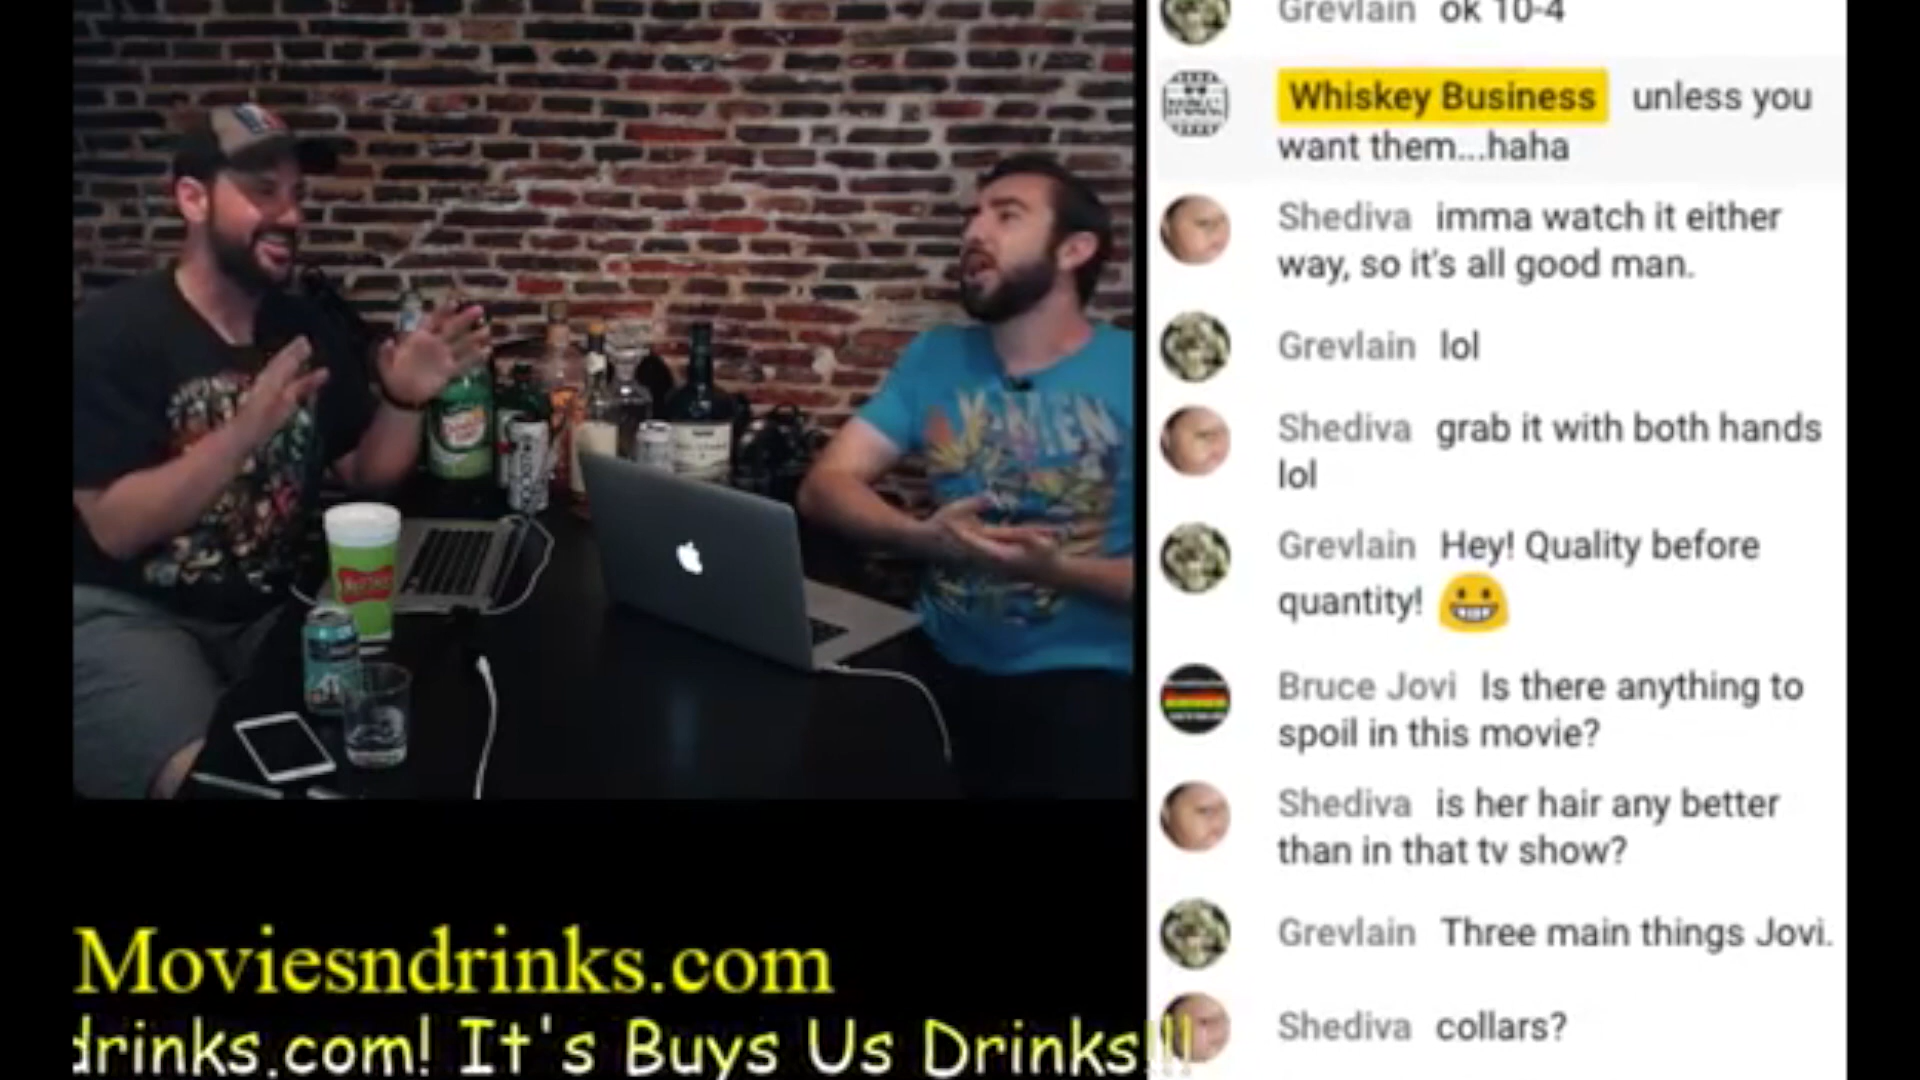 X-MEN
Grevlain ok 10-4
Whiskey Business unless you
want them...haha
Shediva imma watch it either
way, so it's all good man.
Grevlain lol
Shediva grab it with both hands
lol
Grevlain Hey! Quality before
quantity!
Bruce Jovi Is there anything to
spoil in this movie?
Shediva is her hair any better
than in that tv show?
Grevlain Three main things Jovi.
Shediva collars?
Moviesndrinks.com
drinks.com! It's Buys Us Drinks!!!